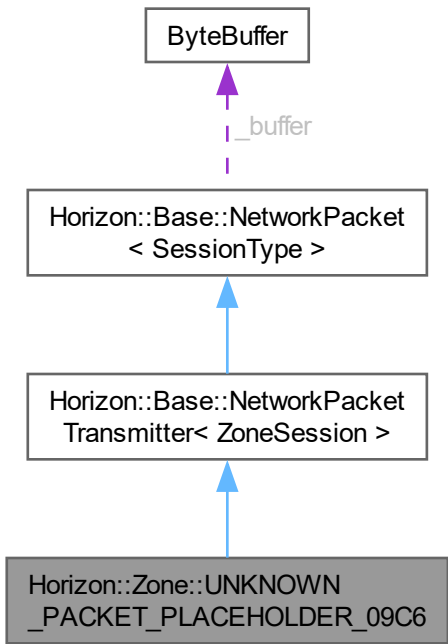 ByteBuffer
_buffer
Horizon::Base::NetworkPacket
< SessionType >
Horizon::Base::NetworkPacket
Transmitter< ZoneSession >
Horizon::Zone::UNKNOWN
_PACKET_PLACEHOLDER_09C6